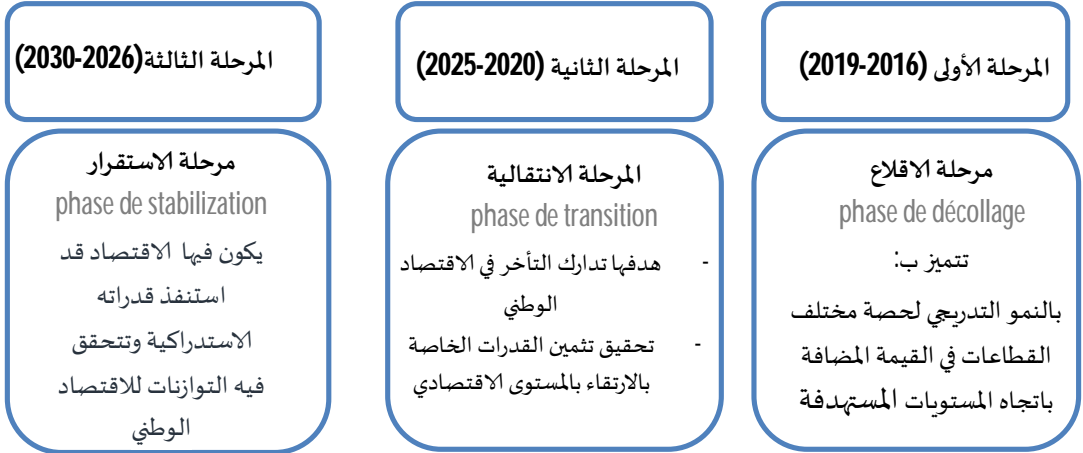 المرحلة الأولى (2016-2019)
مرحلة الاقلاع
phase de décollage
تتميز ب:
بالنمو التدريجي لحصة مختلف
القطاعات في القيمة المضافة
باتجاه المستويات المستهدفة
المرحلة الثانية (2020-2025)
المرحلة الانتقالية
phase de transition
- هدفها تدارك التأخر في الاقتصاد
الوطني
- تحقيق تثمين القدرات الخاصة
بالارتقاء بالمستوى الاقتصادي
المرحلة الثالثة(2026-2030)
مرحلة الاستقرار
phase de stabilization
يكون فيها الاقتصاد قد
استنفذ قدراته
الاستدراكية وتتحقق
فيه التوازنات للاقتصاد
الوطني